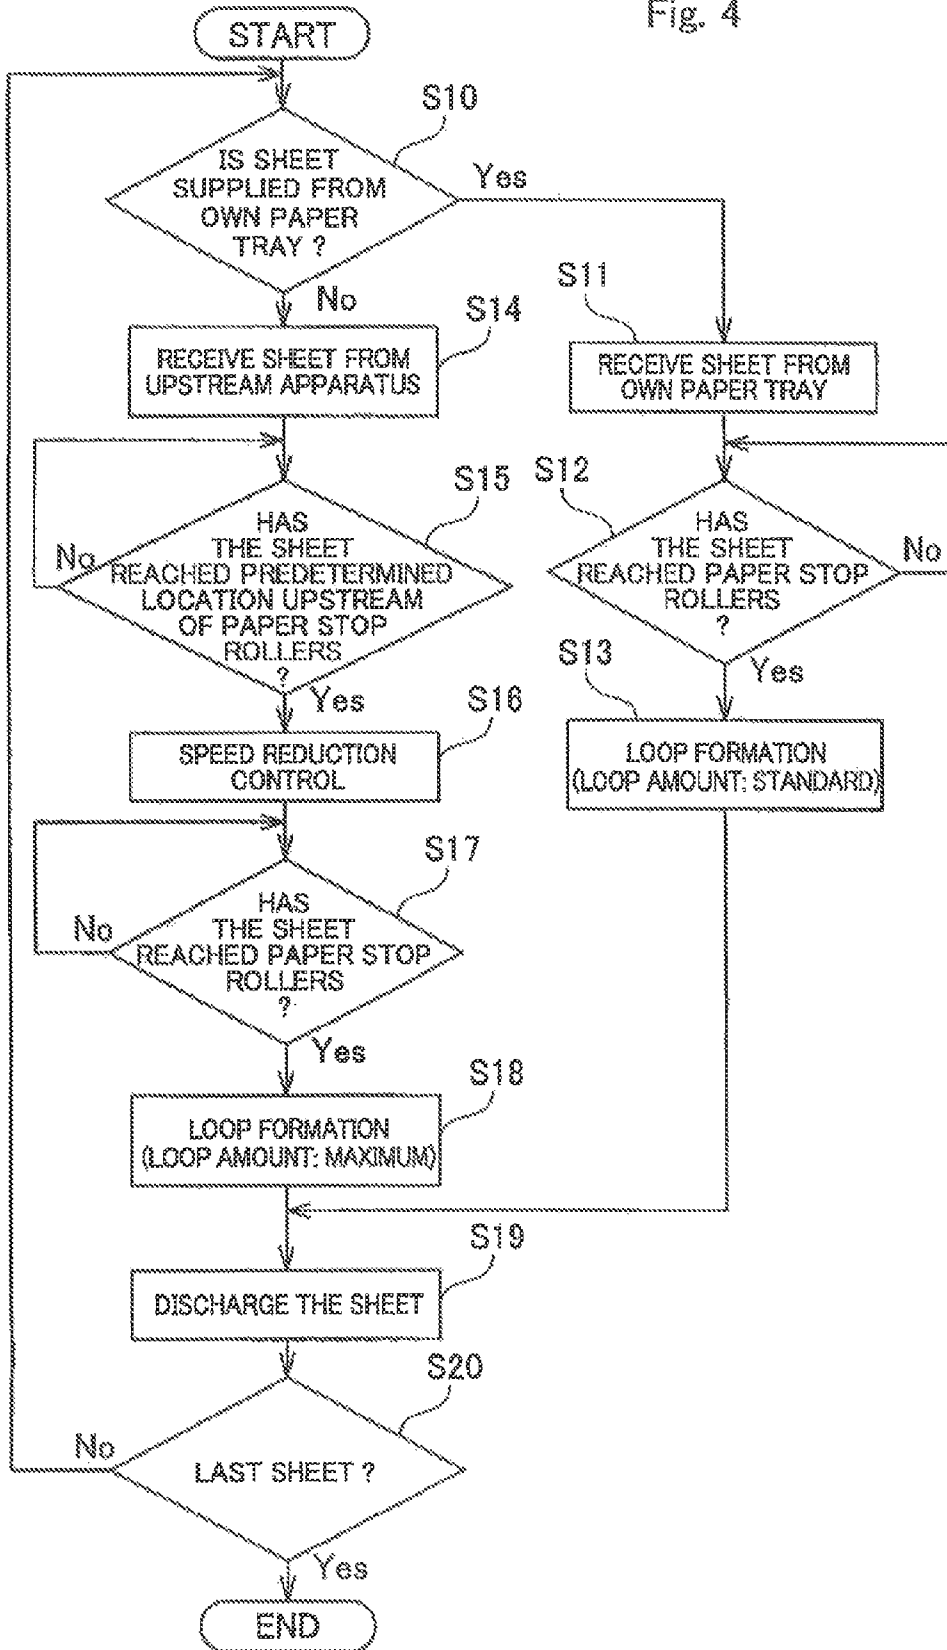 Fig. 4
START
S10
IS SHEET
SUPPLIED FROM
OWN PAPER
TRAY ?
Yes
No
S11
RECEIVE SHEET FROM
OWN PAPER TRAY
S14
RECEIVE SHEET FROM
UPSTREAM APPARATUS
S12
HAS
THE SHEET
REACHED PAPER STOP
ROLLERS
?
No
Yes
S15
HAS
THE SHEET
REACHED PREDETERMINED
LOCATION UPSTREAM
OF PAPER STOP
ROLLERS
?
No
Yes
S13
LOOP FORMATION
(LOOP AMOUNT: STANDARD)
S16
SPEED REDUCTION
CONTROL
S17
HAS
THE SHEET
REACHED PAPER STOP
ROLLERS
?
No
Yes
S18
LOOP FORMATION
(LOOP AMOUNT: MAXIMUM)
S19
DISCHARGE THE SHEET
S20
LAST SHEET ?
No
Yes
END